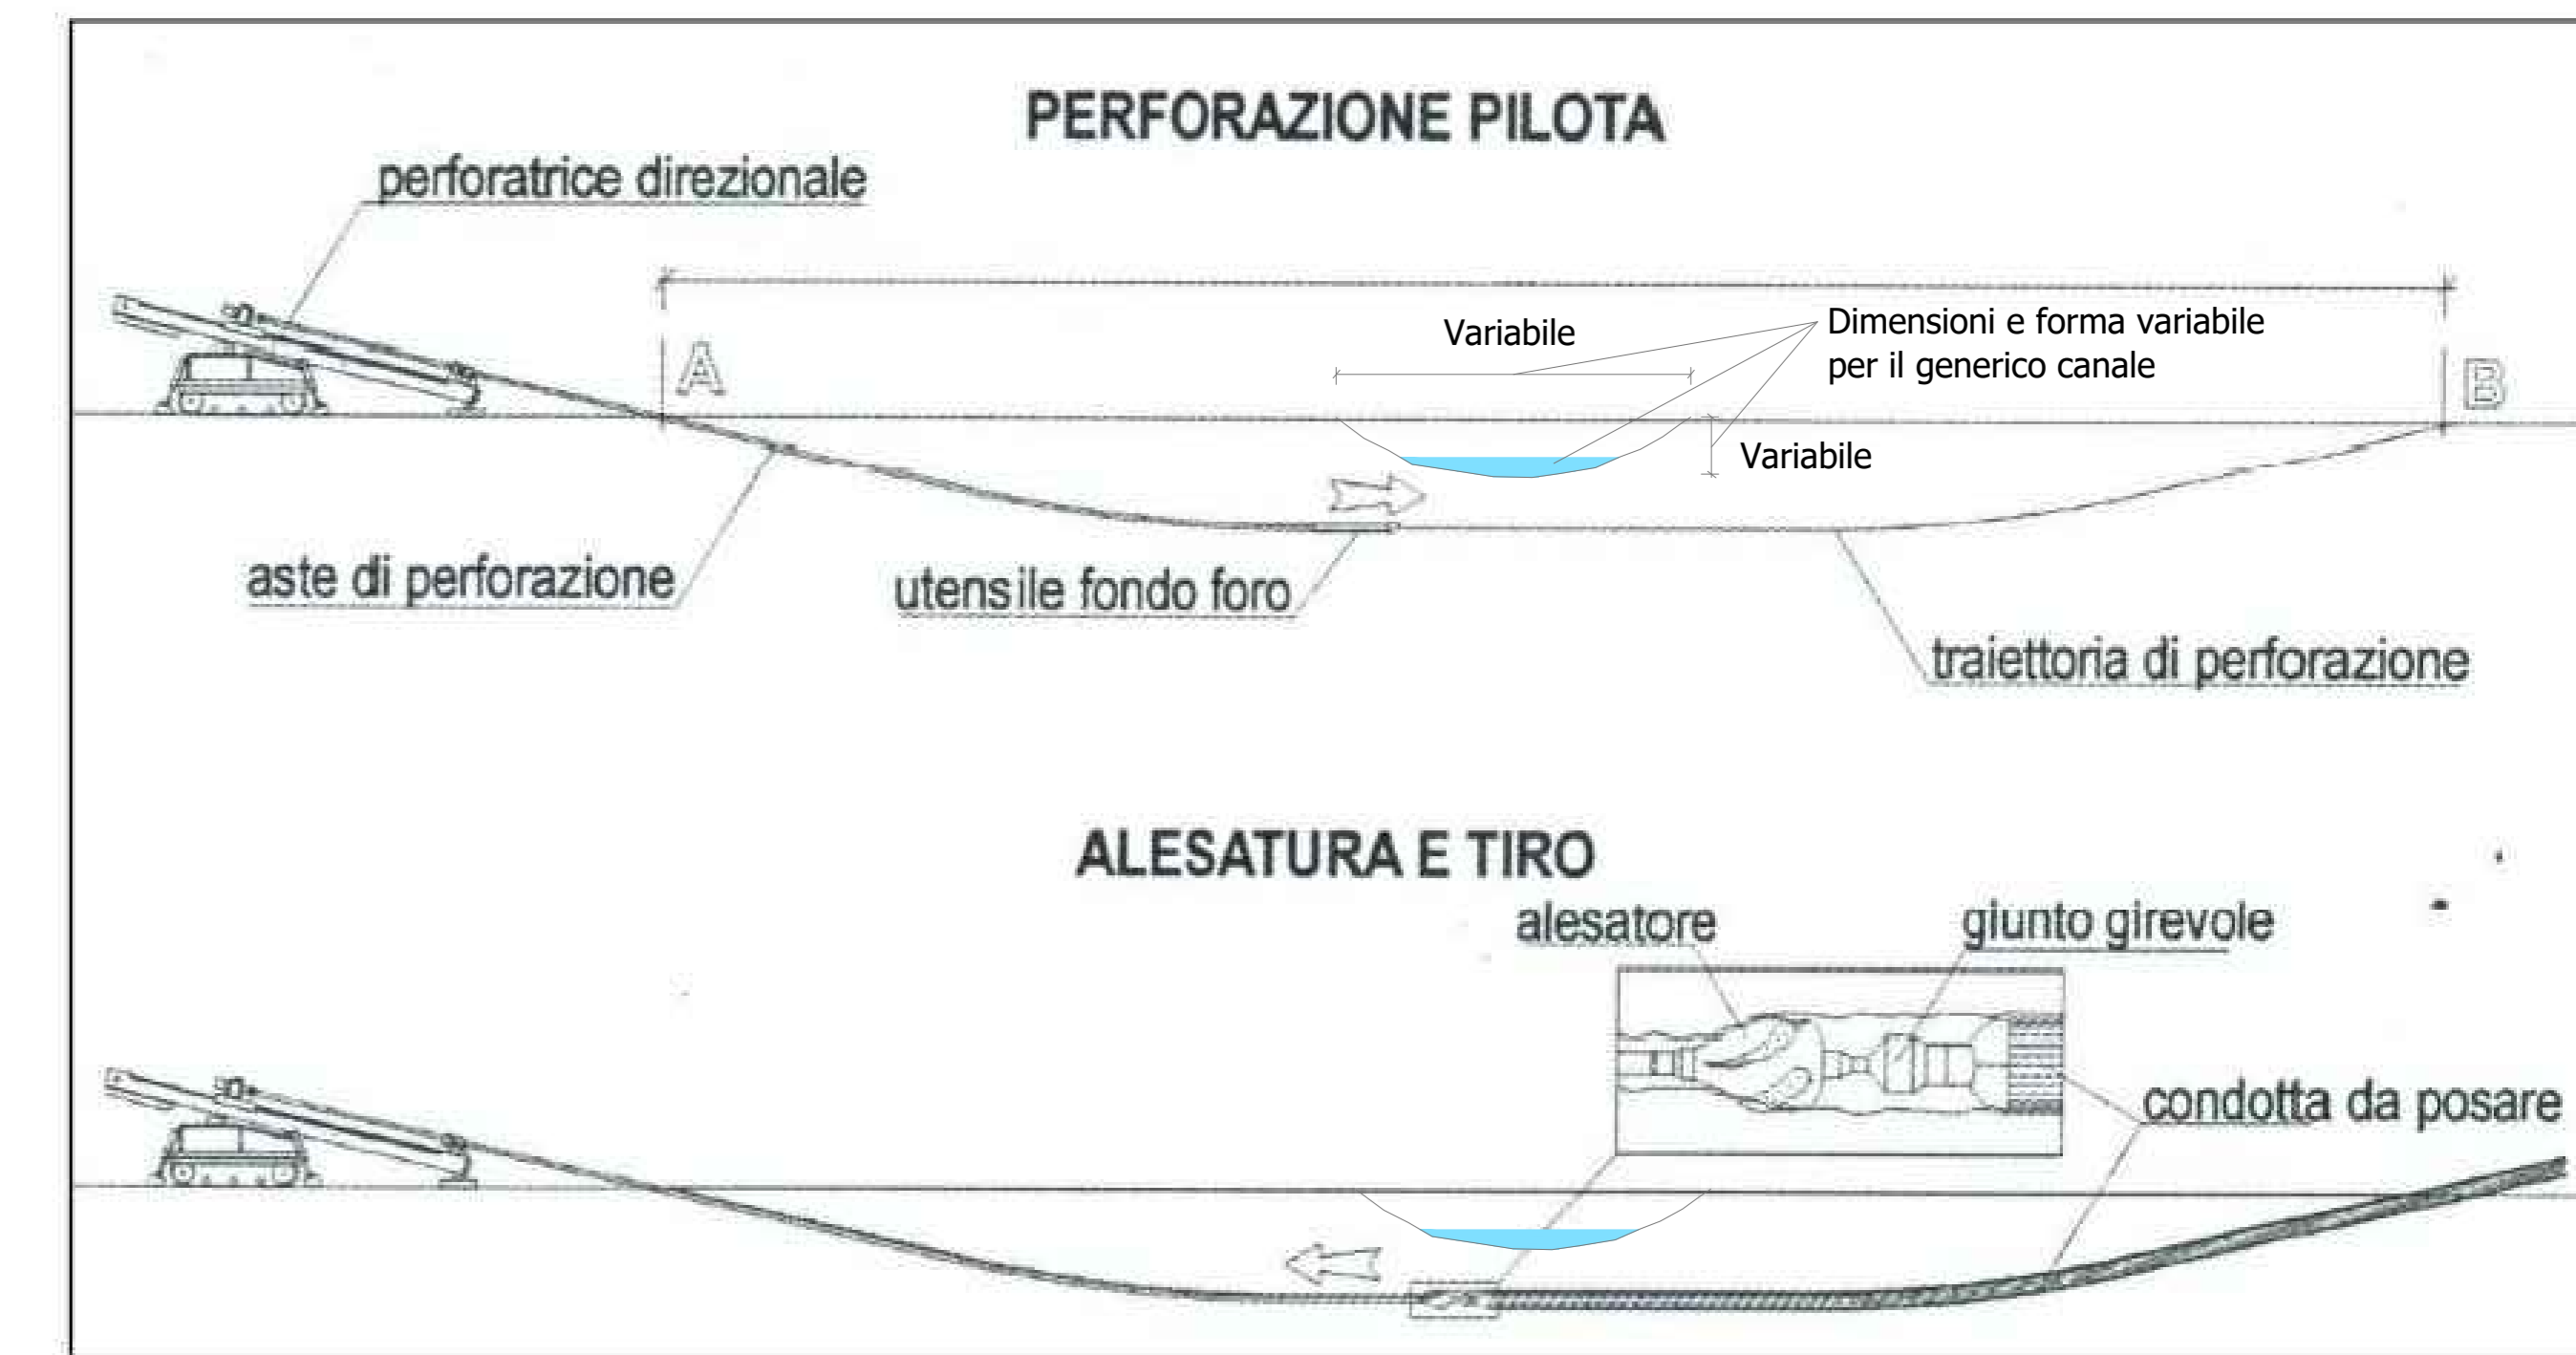 PERFORAZIONE PILOTA
perforatrice direzionale
A
Variabile
Dimensioni e forma variabile
per il generico canale
B
Variabile
aste di perforazione
utensile fondo foro
traiettoria di perforazione
ALESATURA E TIRO
alesatore
giunto girevole
condotta da posare